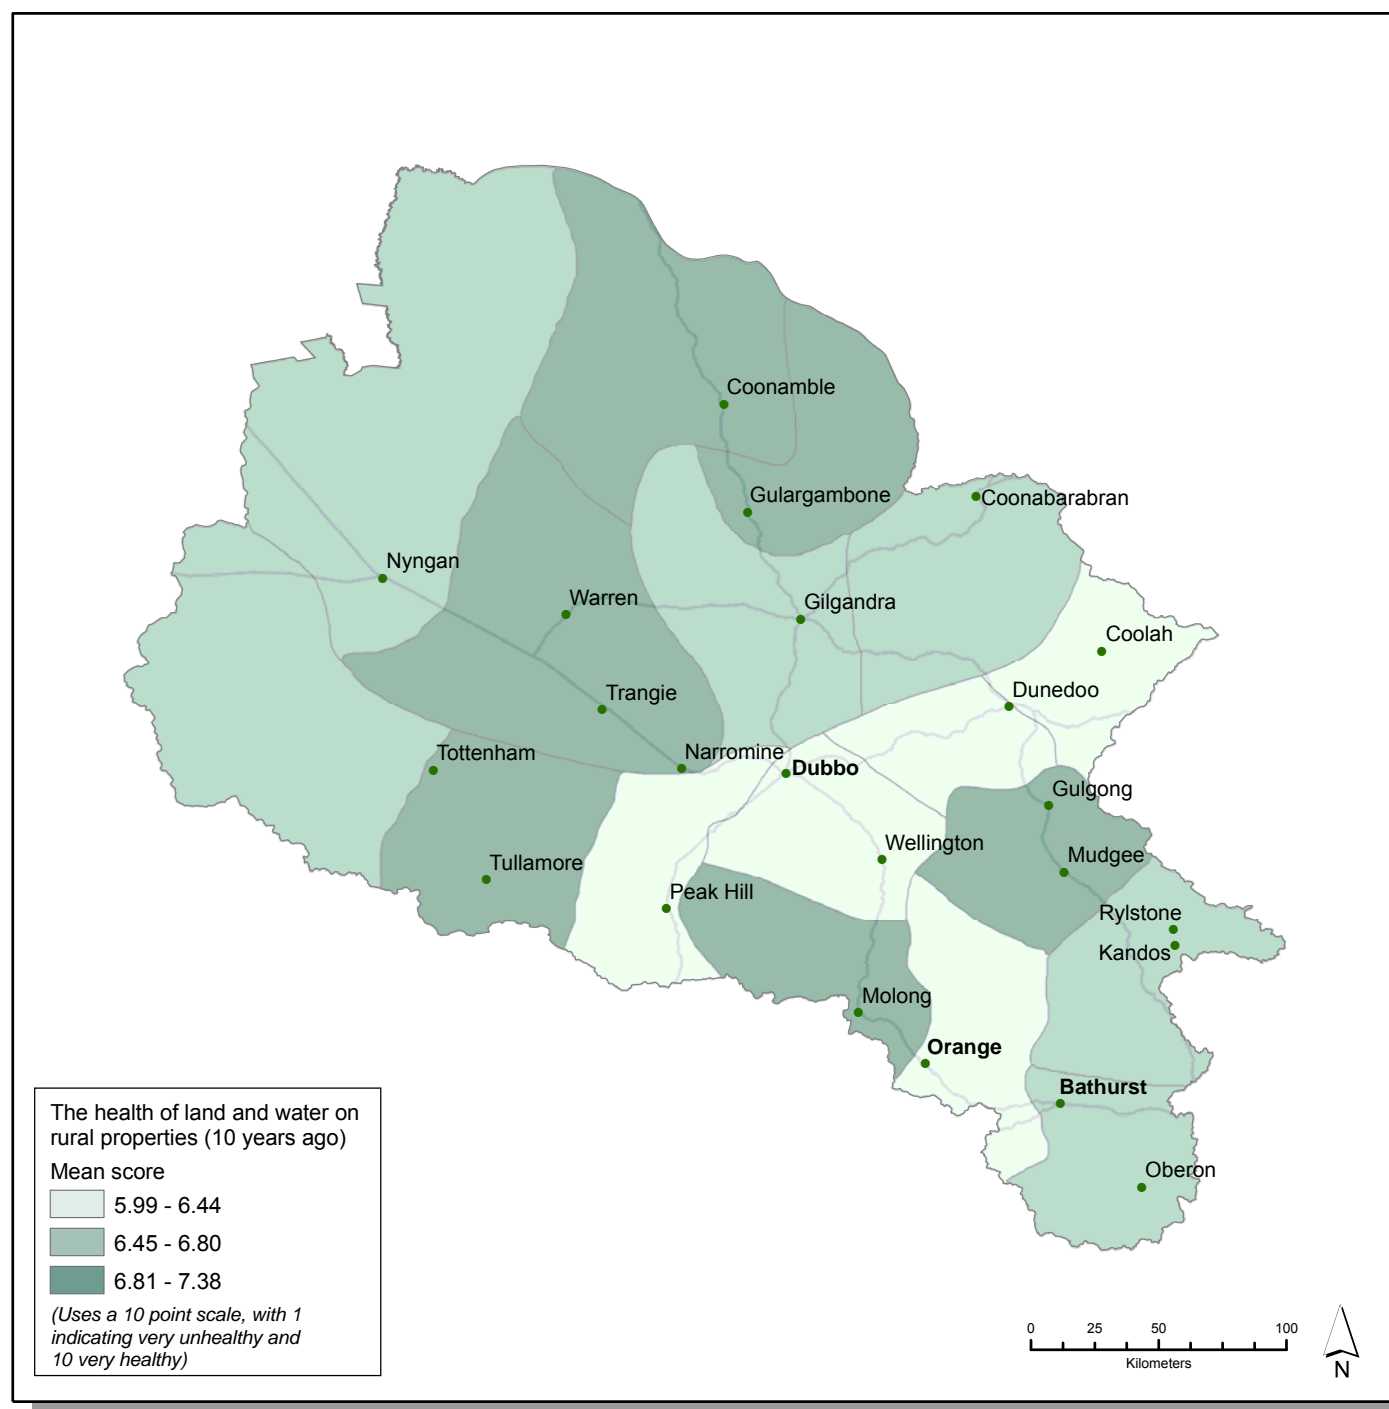 Coonamble
Gulargambone
Coonabarabran
Nyngan
Warren
Gilgandra
Coolah
Trangie
Dunedoo
Tottenham
Narromine
Dubbo
Gulgong
Wellington
Mudgee
Tullamore
Peak Hill
Rylstone
Kandos
Molong
Orange
Bathurst
Oberon
The health of land and water on
rural properties (10 years ago)
Mean score
5.99 - 6.44
6.45 - 6.80
6.81 - 7.38
(Uses a 10 point scale, with 1
indicating very unhealthy and
10 very healthy)
0 25 50 100
Kilometers
N